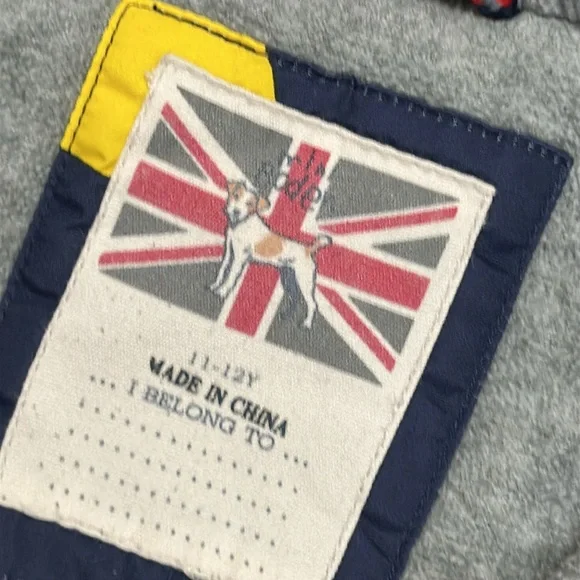 11-12Y
MADE IN CHINA
... I BELONG TO ...